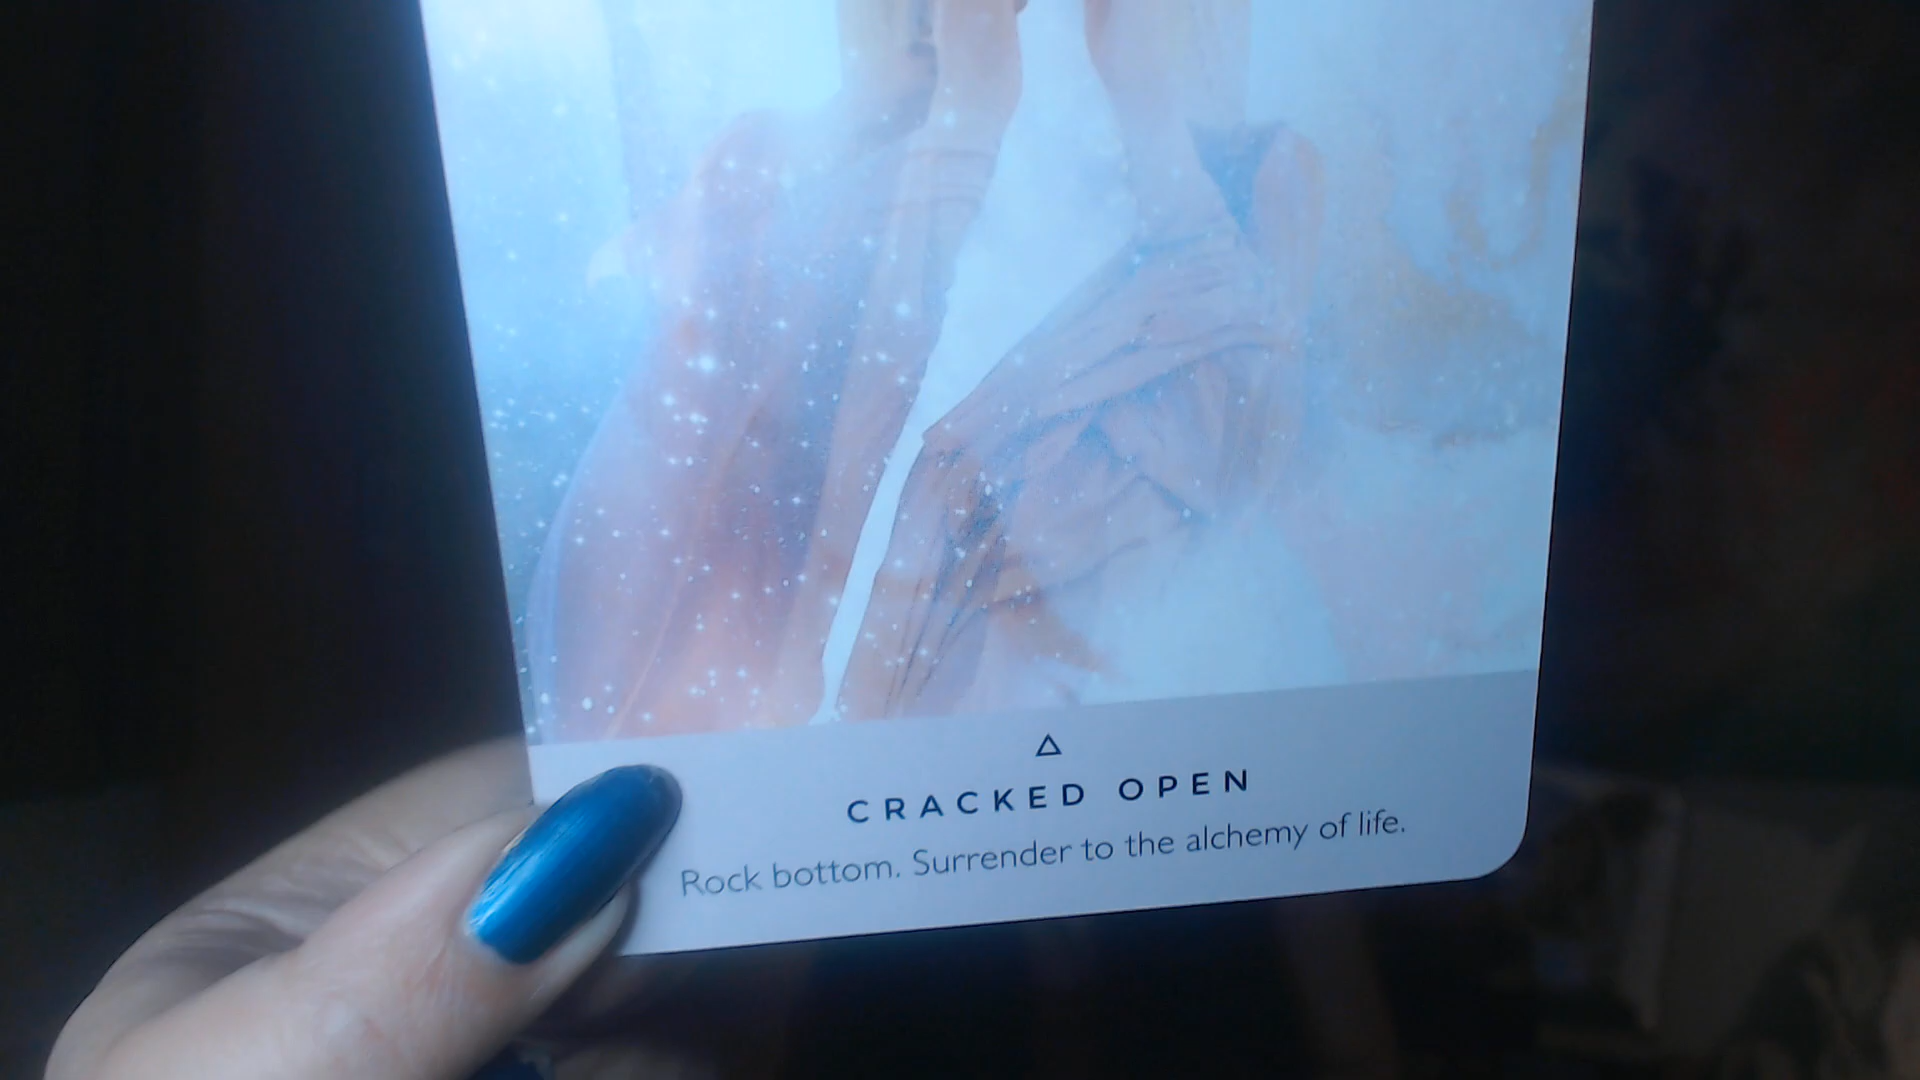 CRACKED OPEN
Rock bottom. Surrender to the alchemy of life.